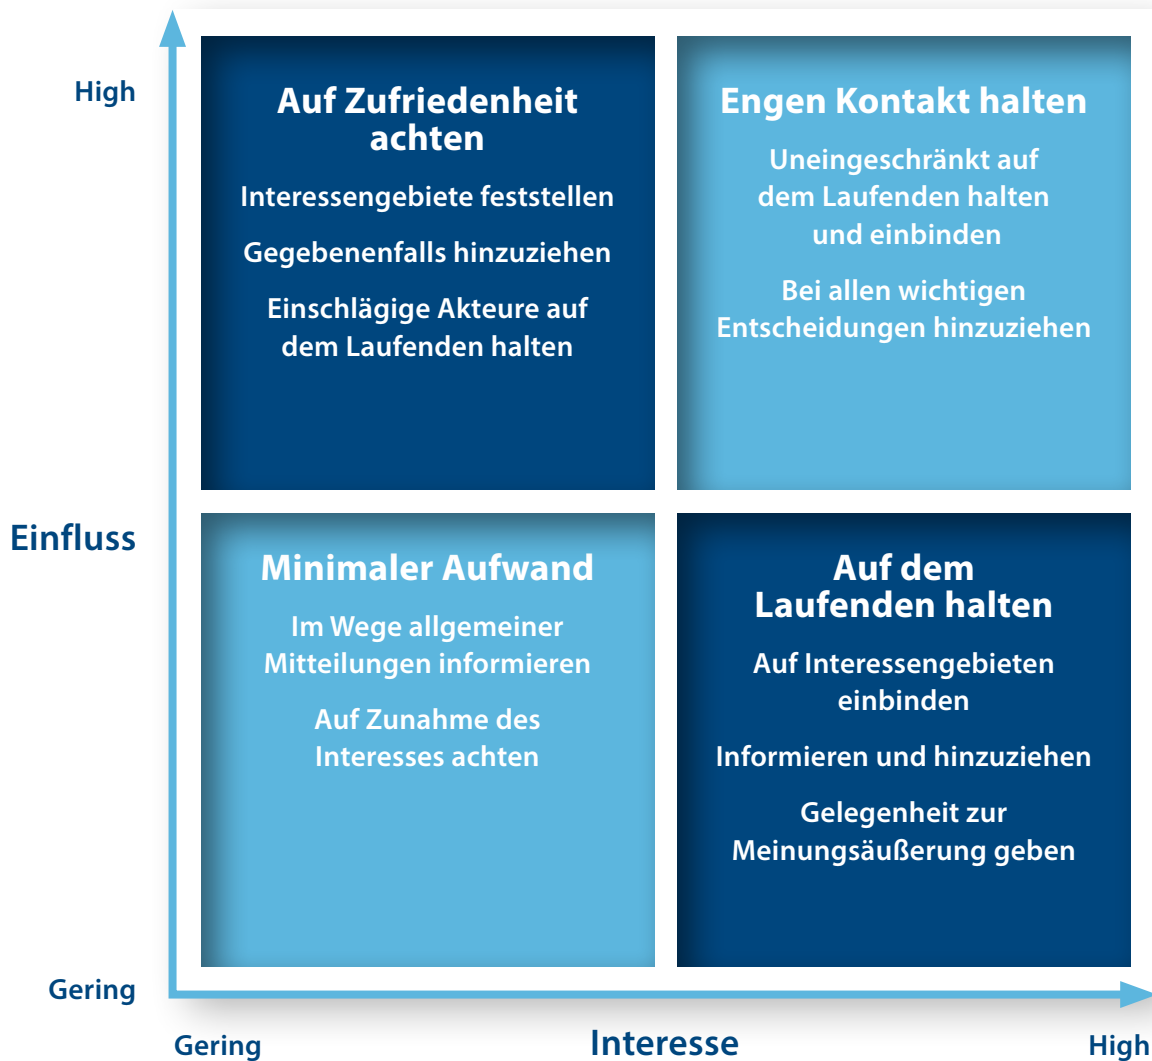 High
Auf Zufriedenheit
achten
Interessengebiete feststellen
Gegebenenfalls hinzuziehen
Einschlägige Akteure auf
dem Laufenden halten
Engen Kontakt halten
Uneingeschränkt auf
dem Laufenden halten
und einbinden
Bei allen wichtigen
Entscheidungen hinzuziehen
Einfluss
Minimaler Aufwand
Im Wege allgemeiner
Mitteilungen informieren
Auf Zunahme des
Interesses achten
Auf dem
Laufenden halten
Auf Interessengebieten
einbinden
Informieren und hinzuziehen
Gelegenheit zur
Meinungsäußerung geben
Gering
Gering
Interesse
High